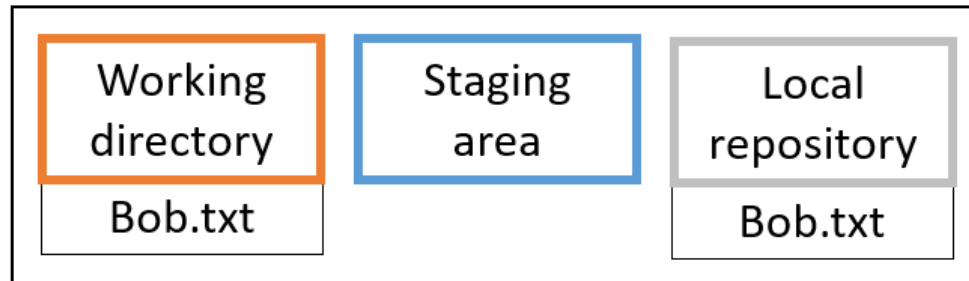 Working
directory
Staging
area
Local
repository
Bob.txt
Bob.txt